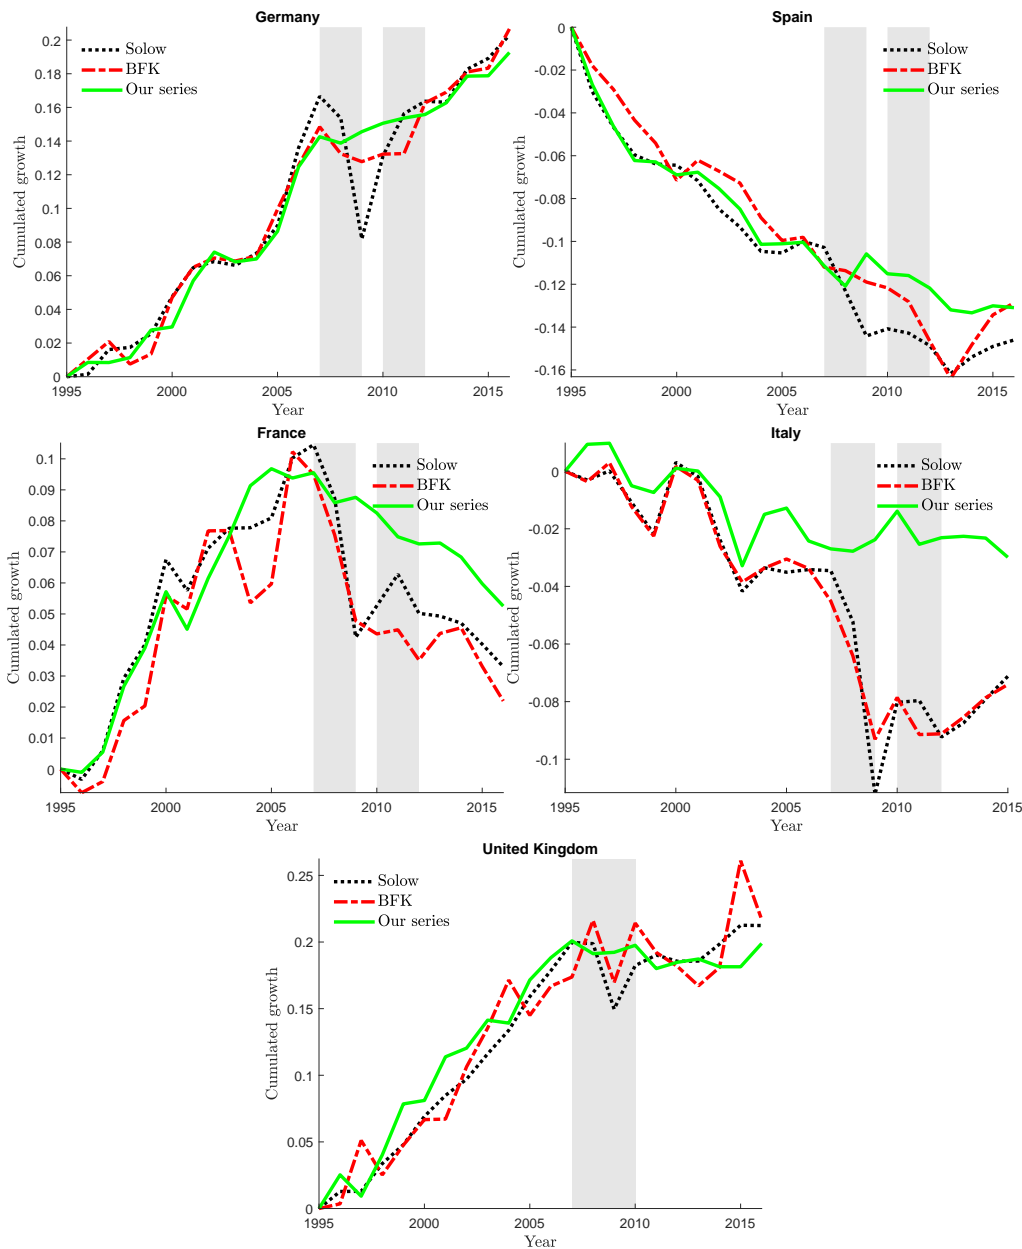 Germany
Solow
BFK
Our series
0.2
0.18
0.16
0.14
0.12
0.1
0.08
0.06
0.04
0.02
0
Cumulated growth
1995
2000
2005
2010
2015
Year
Spain
Solow
BFK
Our series
0
-0.02
-0.04
-0.06
-0.08
-0.1
-0.12
-0.14
-0.16
Cumulated growth
1995
2000
2005
2010
2015
Year
France
Solow
BFK
Our series
0.1
0.09
0.08
0.07
0.06
0.05
0.04
0.03
0.02
0.01
0
Cumulated growth
1995
2000
2005
2010
2015
Year
Italy
Solow
BFK
Our series
0
-0.02
-0.04
-0.06
-0.08
-0.1
Cumulated growth
1995
2000
2005
2010
2015
Year
United Kingdom
Solow
BFK
Our series
0.25
0.2
0.15
0.1
0.05
0
Cumulated growth
1995
2000
2005
2010
2015
Year